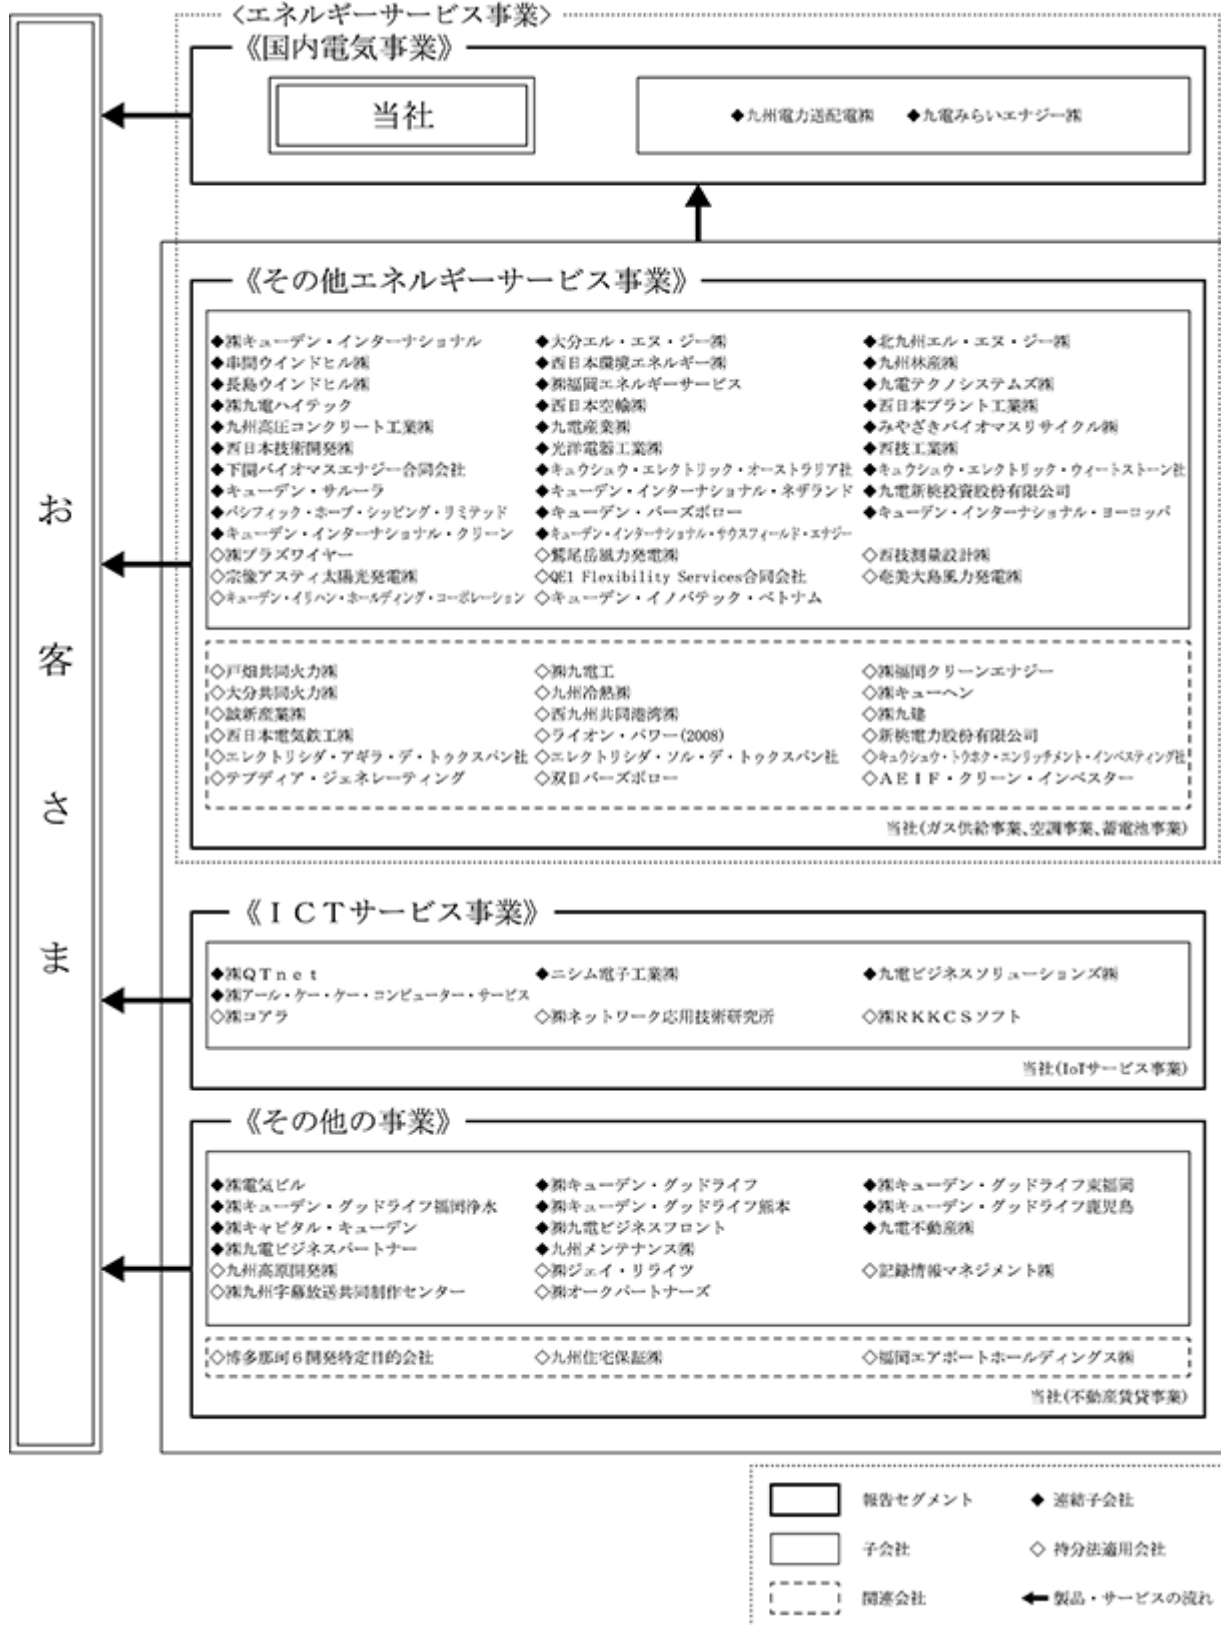 〈エネルギーサービス事業〉
《国内電気事業》
当社
◆九州電力送配電㈱ ◆九電みらいエナジー㈱
お客さま
《その他エネルギーサービス事業》
◆㈱キューデン・インターナショナル ◆大分エル・エヌ・ジー㈱ ◆北九州エル・エヌ・ジー㈱
◆串間ウインドヒル㈱ ◆西日本環境エネルギー㈱ ◆九州林産㈱
◆長島ウインドヒル㈱ ◆㈱福岡エネルギーサービス ◆九電テクノシステムズ㈱
◆㈱九電ハイテック ◆西日本空輸㈱ ◆西日本プラント工業㈱
◆九州高圧コンクリート工業㈱ ◆九電産業㈱ ◆みやざきバイオマスリサイクル㈱
◆西日本技術開発㈱ ◆光洋電器工業㈱ ◆西技工業㈱
◆下関バイオマスエナジー合同会社 ◆キュウシュウ・エレクトリック・オーストラリア社 ◆キュウシュウ・エレクトリック・ウィートストーン社
◆キューデン・サルーラ ◆キューデン・インターナショナル・ネザランド ◆九電新桃投資股份有限公司
◆パシフィック・ホープ・シッピング・リミテッド ◆キューデン・バーズボロー ◆キューデン・インターナショナル・ヨーロッパ
◆キューデン・インターナショナル・クリーン ◆キューデン・インターナショナル・サウスフィールド・エナジー
◇㈱プラズワイヤー ◇鷲尾岳風力発電㈱ ◇西技測量設計㈱
◇宗像アスティ太陽光発電㈱ ◇QE1 Flexibility Services合同会社 ◇奄美大島風力発電㈱
◇キューデン・イリハン・ホールディング・コーポレーション ◇キューデン・イノバテック・ベトナム
◇戸畑共同火力㈱ ◇㈱九電工 ◇㈱福岡クリーンエナジー
◇大分共同火力㈱ ◇九州冷熱㈱ ◇㈱キューヘン
◇誠新産業㈱ ◇西九州共同港湾㈱ ◇㈱九建
◇西日本電気鉄工㈱ ◇ライオン・パワー(2008) ◇新桃電力股份有限公司
◇エレクトリシダ・アギラ・デ・トゥクスパン社 ◇エレクトリシダ・ソル・デ・トゥクスパン社 ◇キュウシュウ・トウホク・エンリッチメント・インベスティング社
◇テプディア・ジェネレーティング ◇双日バーズボロー ◇AEIF・クリーン・インベスター
当社(ガス供給事業、空調事業、蓄電池事業)
《ICTサービス事業》
◆㈱QTnet ◆ニシム電子工業㈱ ◆九電ビジネスソリューションズ㈱
◆㈱アール・ケー・ケー・コンピューター・サービス
◇㈱コアラ ◇㈱ネットワーク応用技術研究所 ◇㈱RKKCSソフト
当社(IoTサービス事業)
《その他の事業》
◆㈱電気ビル ◆㈱キューデン・グッドライフ ◆㈱キューデン・グッドライフ東福岡
◆㈱キューデン・グッドライフ福岡浄水 ◆㈱キューデン・グッドライフ熊本 ◆㈱キューデン・グッドライフ鹿児島
◆㈱キャピタル・キューデン ◆㈱九電ビジネスフロント ◆九電不動産㈱
◆㈱九電ビジネスパートナー ◆九州メンテナンス㈱
◇九州高原開発㈱ ◇㈱ジェイ・リライツ ◇記録情報マネジメント㈱
◇㈱九州字幕放送共同制作センター ◇㈱オークパートナーズ
◇博多那珂6開発特定目的会社 ◇九州住宅保証㈱ ◇福岡エアポートホールディングス㈱
当社(不動産賃貸事業)
報告セグメント ◆ 連結子会社
子会社 ◇ 持分法適用会社
関連会社 ← 製品・サービスの流れ